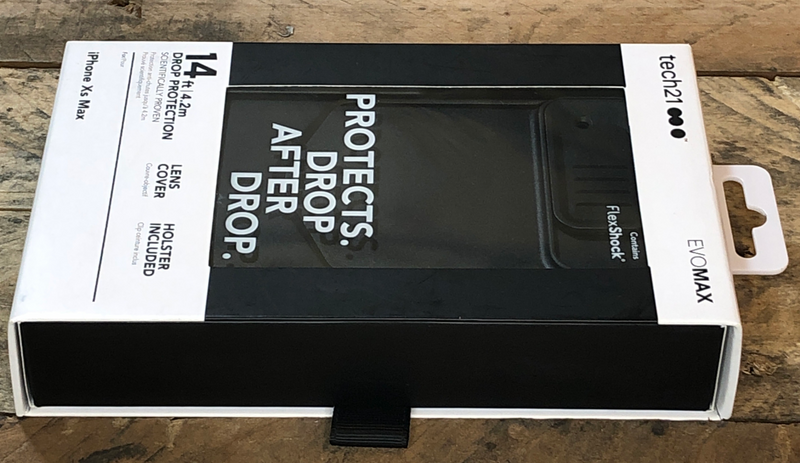 tech21
EVOMAX
Contains
FlexShock™
PROTECTS.
DROP
AFTER
DROP.
14 ft | 4.2m
DROP PROTECTION
SCIENTIFICALLY PROVEN
LENS
COVER
HOLSTER
INCLUDED
iPhone Xs Max